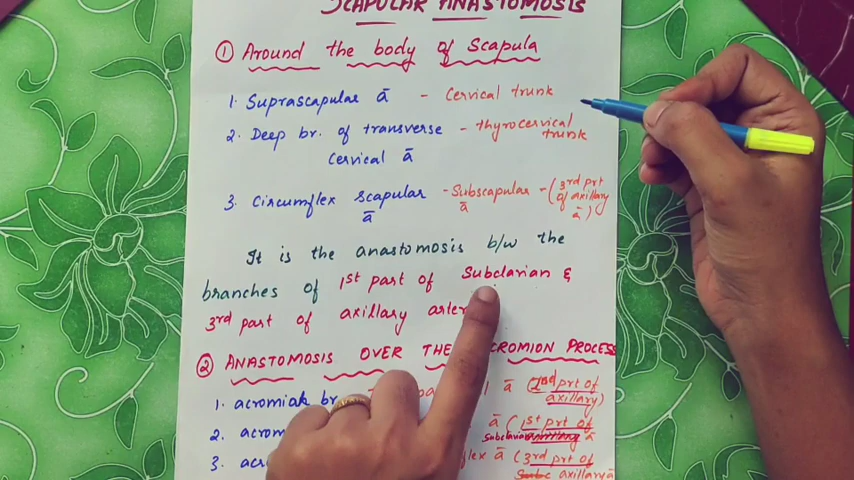 SCAPULAR ANASTOMOSIS
① Around the body of Scapula
1. Suprascapular ā - Cervical trunk
2. Deep br. of transverse - thyrocervical trunk
Cervical ā
3. Circumflex scapular ā - Subscapular ā - (3rd prt of axillary ā)
It is the anastomosis b/w the
branches of 1st part of Subclavian &
3rd part of axillary
② ANASTOMOSIS OVER THE ACROMION PROCESS
1. acromial br ā (2nd prt of axillary)
2. ā (1st prt of subclavian ā
3. ā (3rd prt of axillary ā